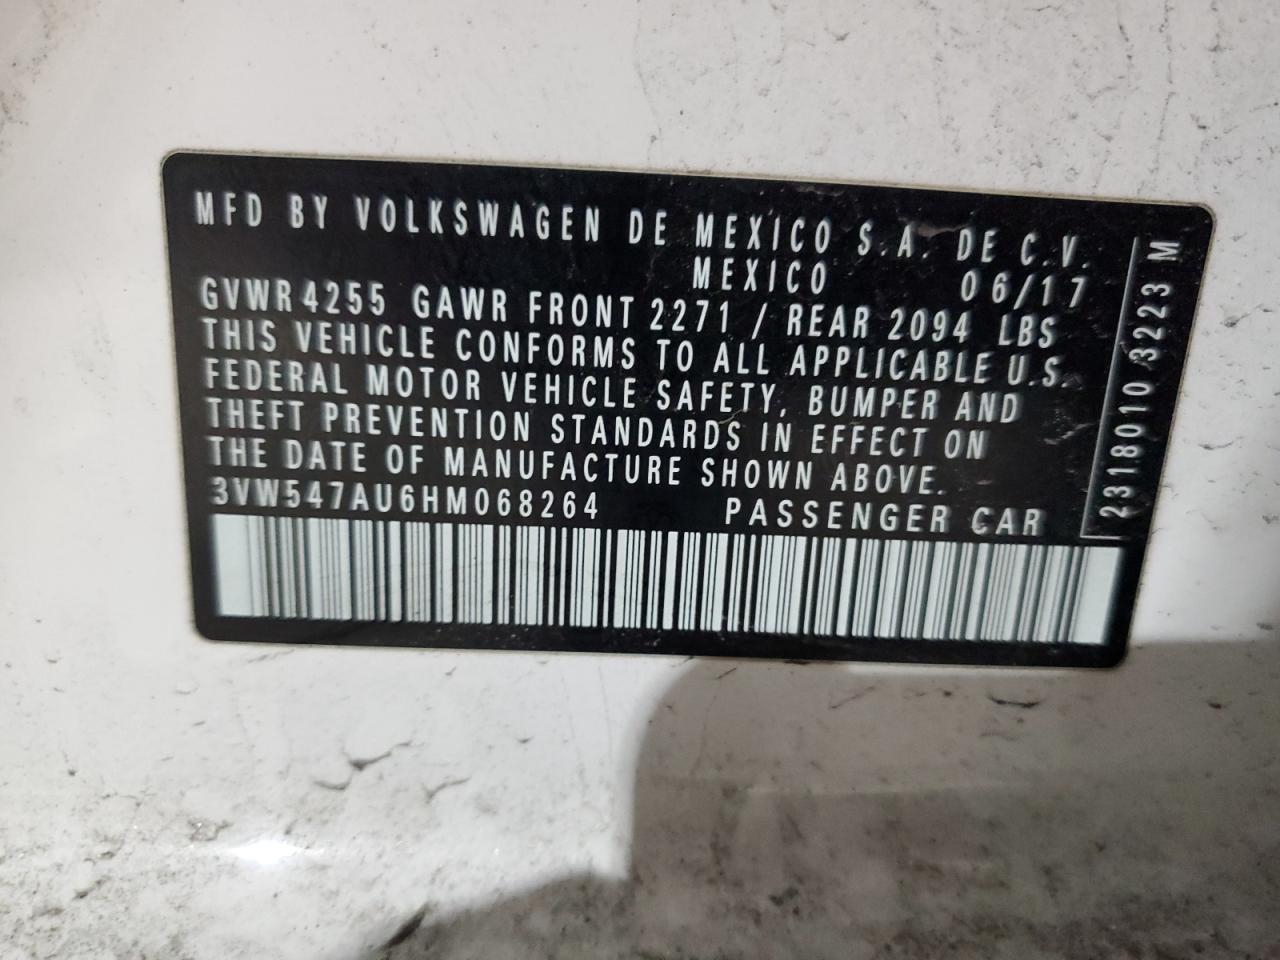 MFD BY VOLKSWAGEN DE MEXICO S.A. DE C.V.
MEXICO 06/17
GVWR 4255 GAWR FRONT 2271 / REAR 2094 LBS
THIS VEHICLE CONFORMS TO ALL APPLICABLE U.S.
FEDERAL MOTOR VEHICLE SAFETY, BUMPER AND
THEFT PREVENTION STANDARDS IN EFFECT ON
THE DATE OF MANUFACTURE SHOWN ABOVE.
3VW547AU6HM068264 PASSENGER CAR
2318010 3223 M